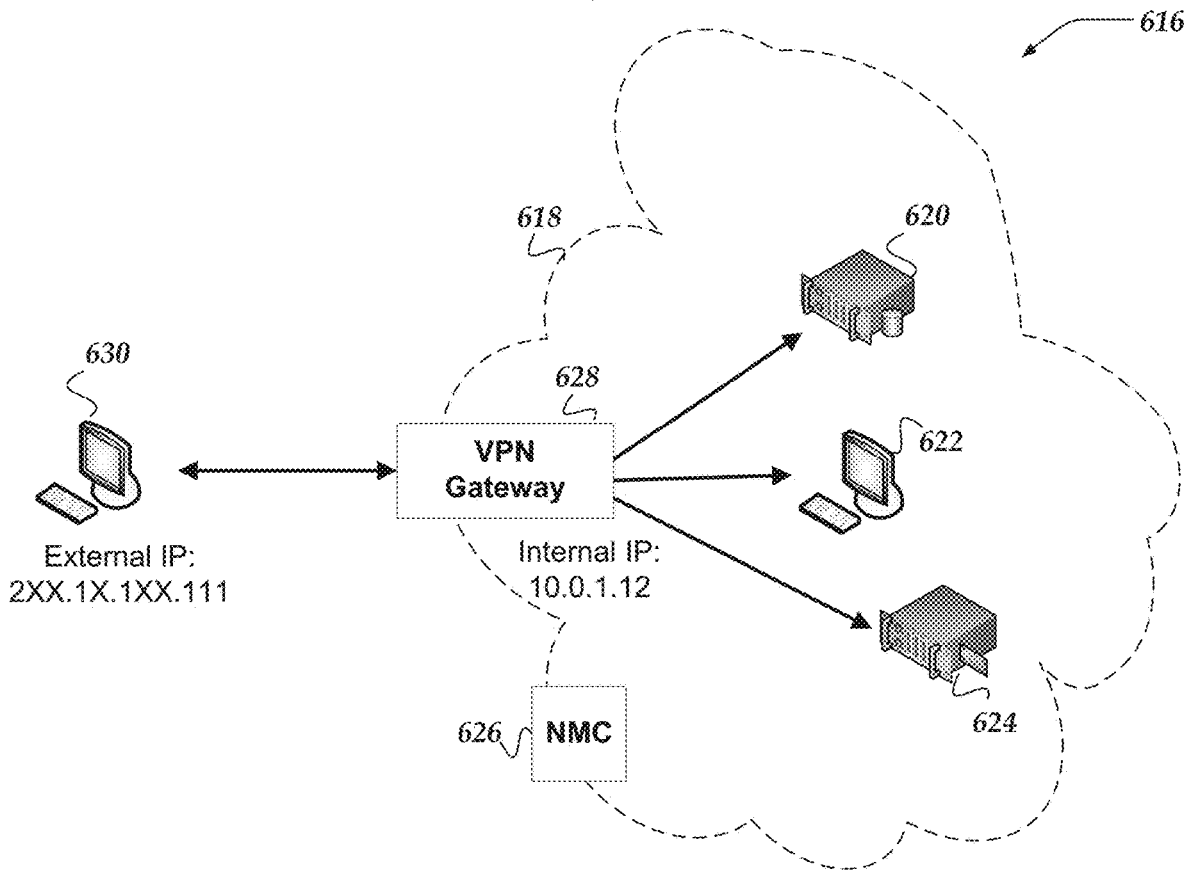 616
618
620
630
628
622
VPN
Gateway
External IP:
2XX.1X.1XX.111
Internal IP:
10.0.1.12
624
626
NMC